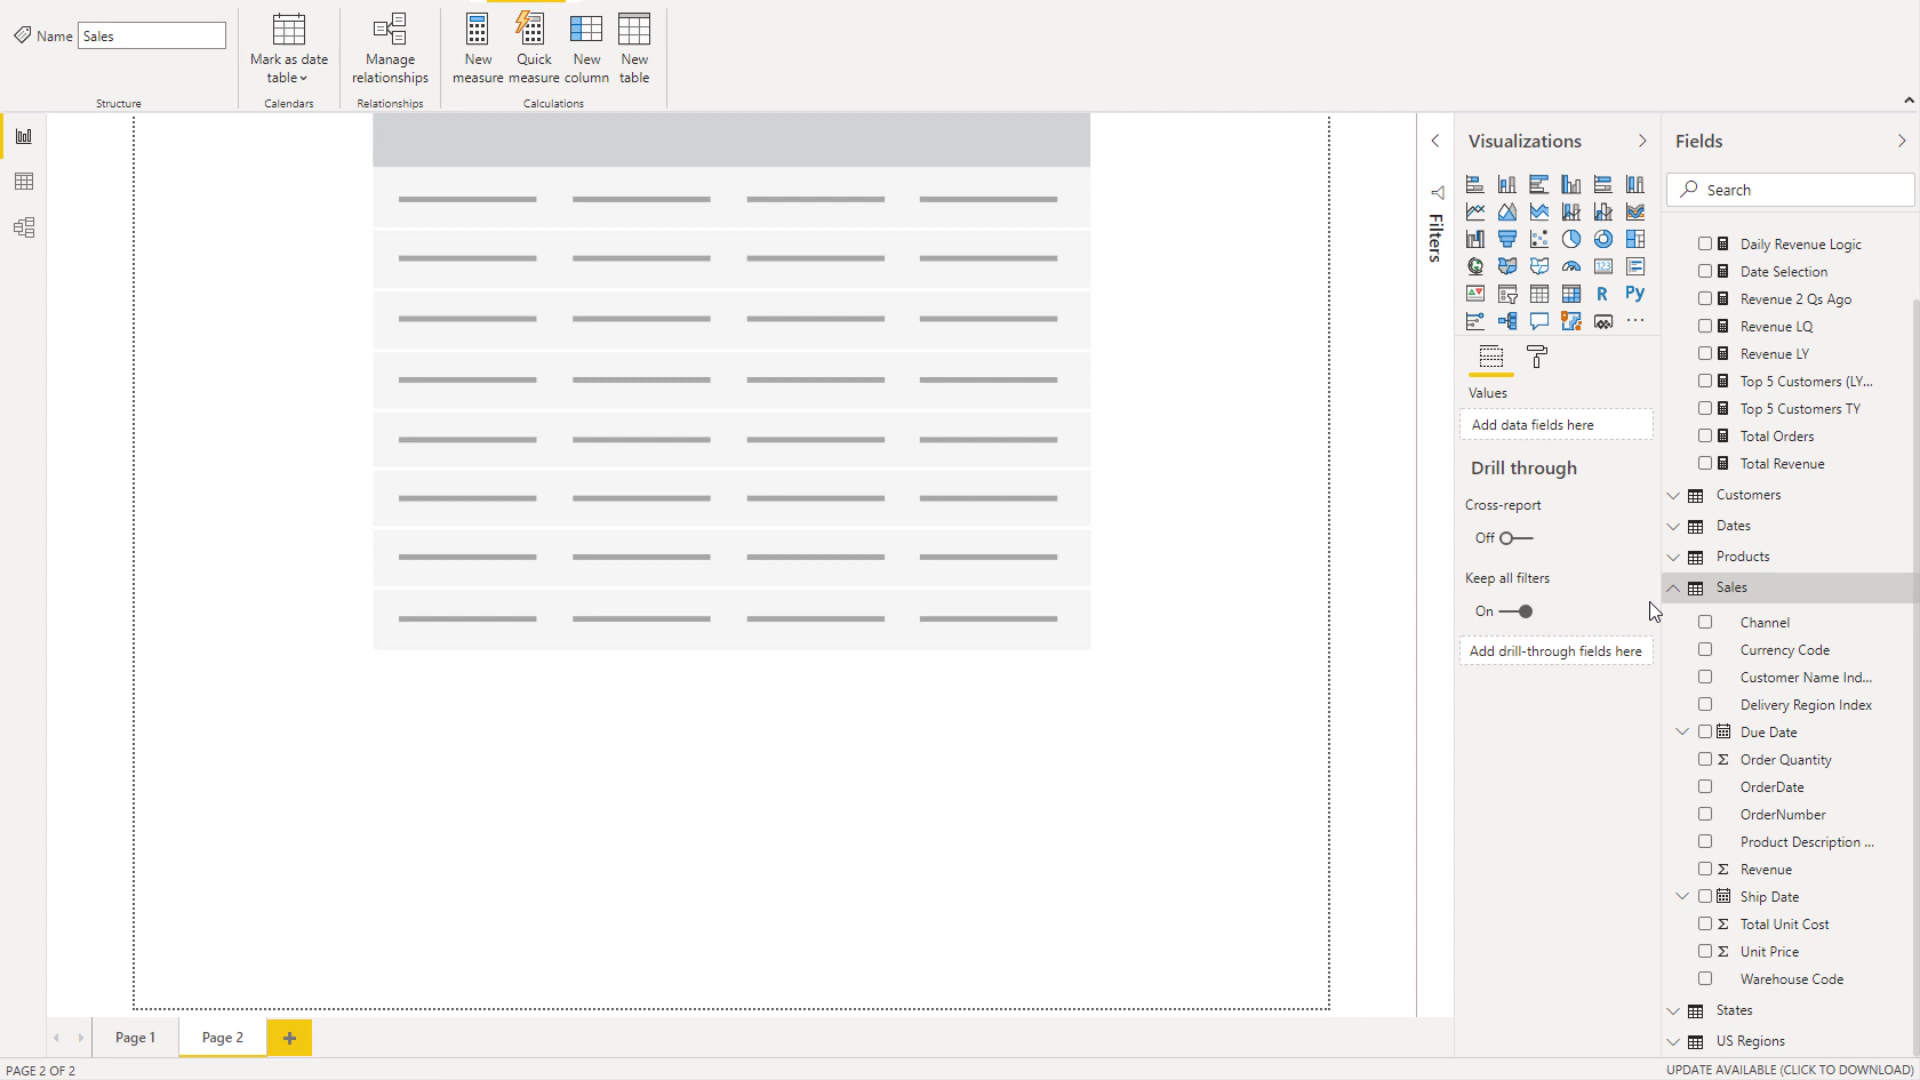 Name Sales
Mark as date
table
Manage
relationships
New
measure
Quick
measure
New
column
New
table
Structure
Calendars
Relationships
Calculations
Visualizations
Fields
Search
Filters
123
R
Py
Values
Add data fields here
Drill through
Cross-report
Off
Keep all filters
On
Add drill-through fields here
Daily Revenue Logic
Date Selection
Revenue 2 Qs Ago
Revenue LQ
Revenue LY
Top 5 Customers (LY...
Top 5 Customers TY
Total Orders
Total Revenue
Customers
Dates
Products
Sales
Channel
Currency Code
Customer Name Ind...
Delivery Region Index
Due Date
Σ Order Quantity
OrderDate
OrderNumber
Product Description ...
Σ Revenue
Ship Date
Σ Total Unit Cost
Σ Unit Price
Warehouse Code
States
US Regions
Page 1
Page 2
PAGE 2 OF 2
UPDATE AVAILABLE (CLICK TO DOWNLOAD)